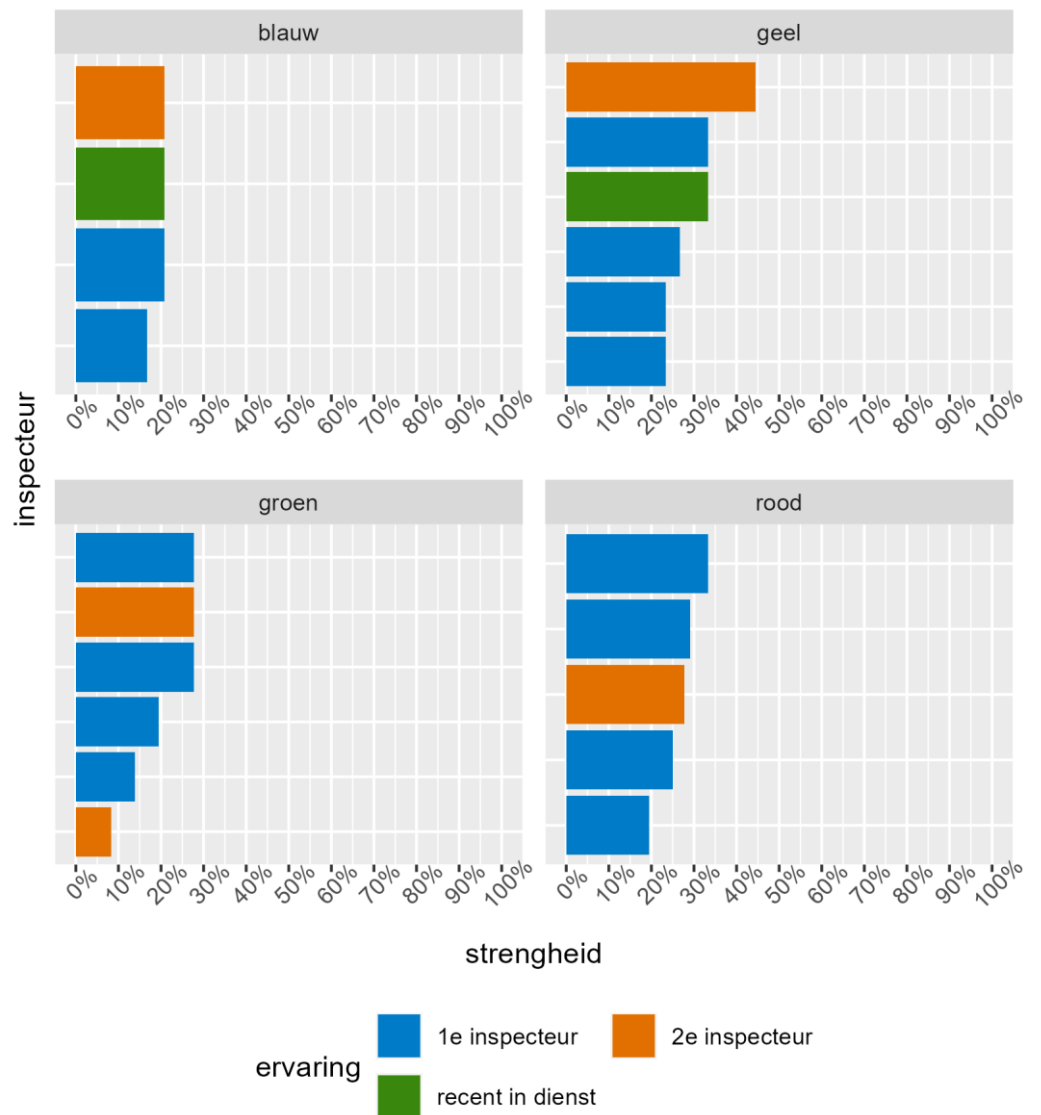 blauw
geel
0% 10% 20% 30% 40% 50% 60% 70% 80% 90% 100%
0% 10% 20% 30% 40% 50% 60% 70% 80% 90% 100%
inspecteur
groen
rood
0% 10% 20% 30% 40% 50% 60% 70% 80% 90% 100%
0% 10% 20% 30% 40% 50% 60% 70% 80% 90% 100%
strengheid
ervaring
1e inspecteur
2e inspecteur
recent in dienst